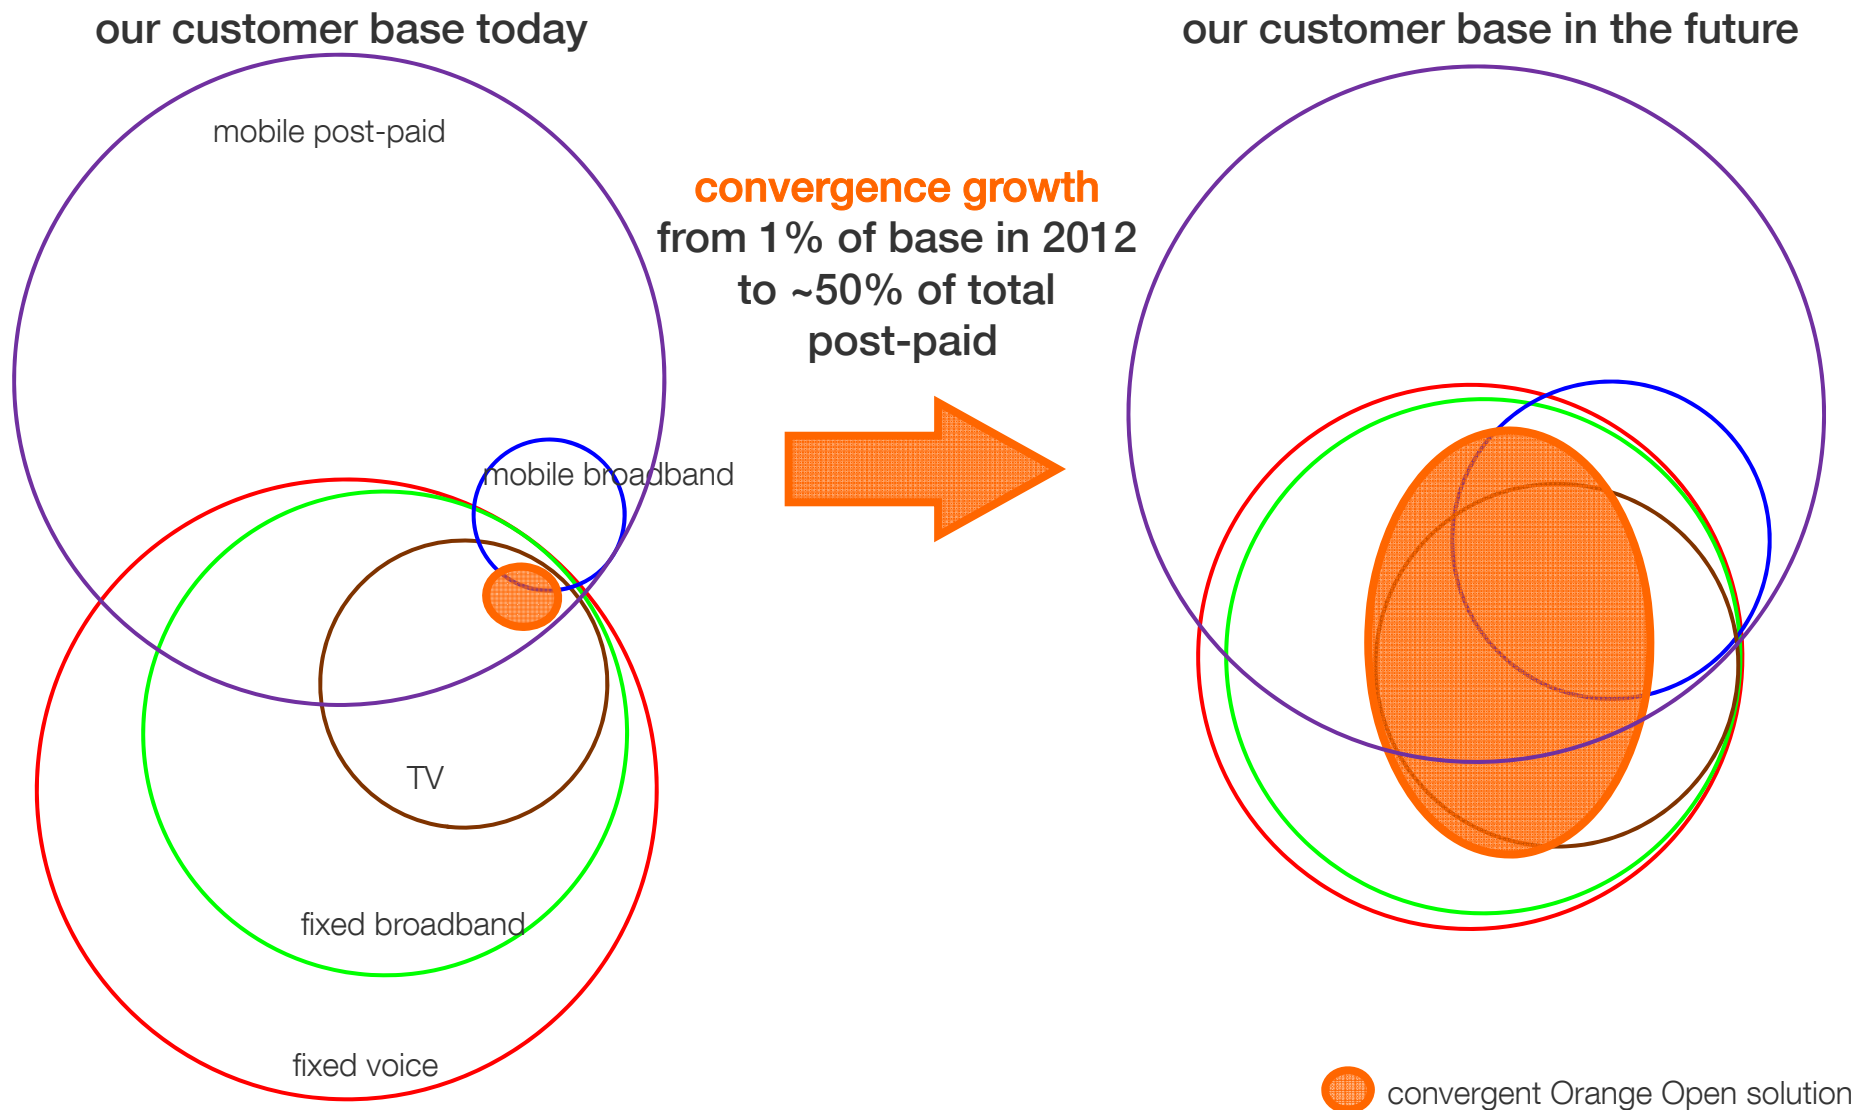 our customer base today
our customer base in the future
mobile post-paid
convergence growth
from 1% of base in 2012
to ~50% of total
post-paid
mobile broadband
TV
fixed broadband
fixed voice
convergent Orange Open solution